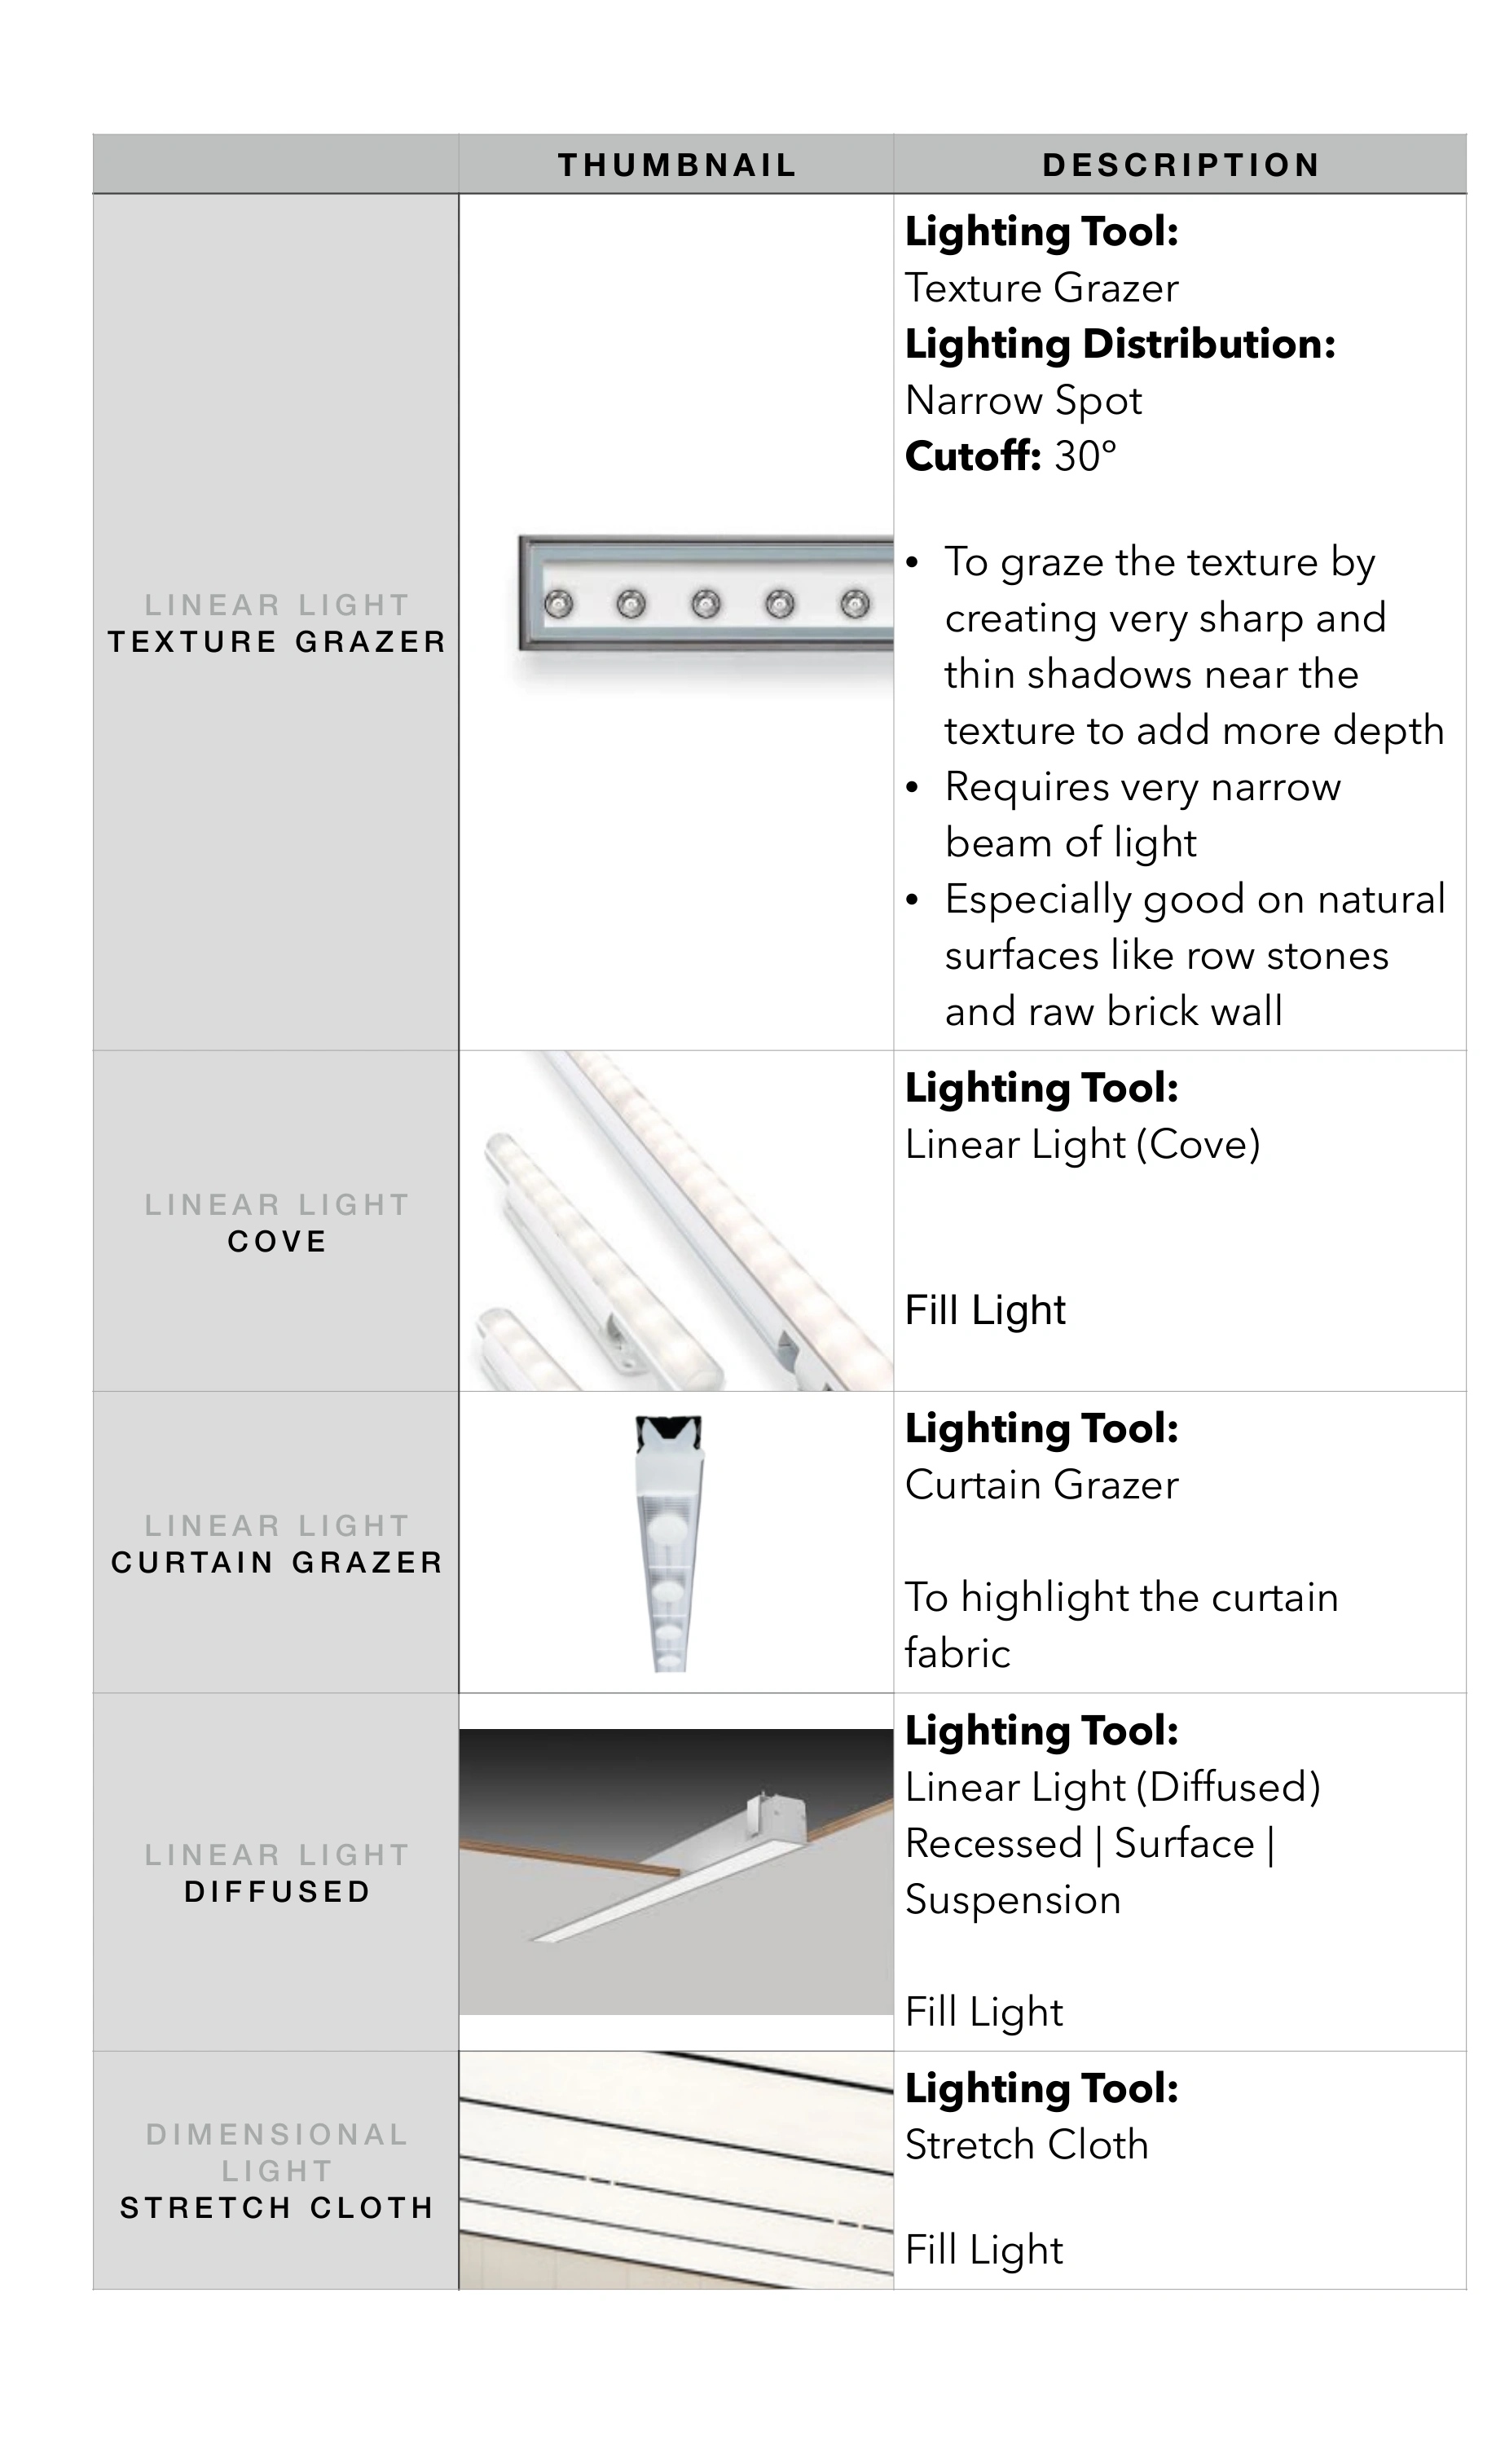 THUMBNAIL
DESCRIPTION
LINEAR LIGHT
TEXTURE GRAZER
Lighting Tool:
Texture Grazer
Lighting Distribution:
Narrow Spot
Cutoff: 30º
• To graze the texture by
creating very sharp and
thin shadows near the
texture to add more depth
• Requires very narrow
beam of light
• Especially good on natural
surfaces like row stones
and raw brick wall
LINEAR LIGHT
COVE
Lighting Tool:
Linear Light (Cove)
Fill Light
LINEAR LIGHT
CURTAIN GRAZER
Lighting Tool:
Curtain Grazer
To highlight the curtain
fabric
LINEAR LIGHT
DIFFUSED
Lighting Tool:
Linear Light (Diffused)
Recessed | Surface |
Suspension
Fill Light
DIMENSIONAL
LIGHT
STRETCH CLOTH
Lighting Tool:
Stretch Cloth
Fill Light